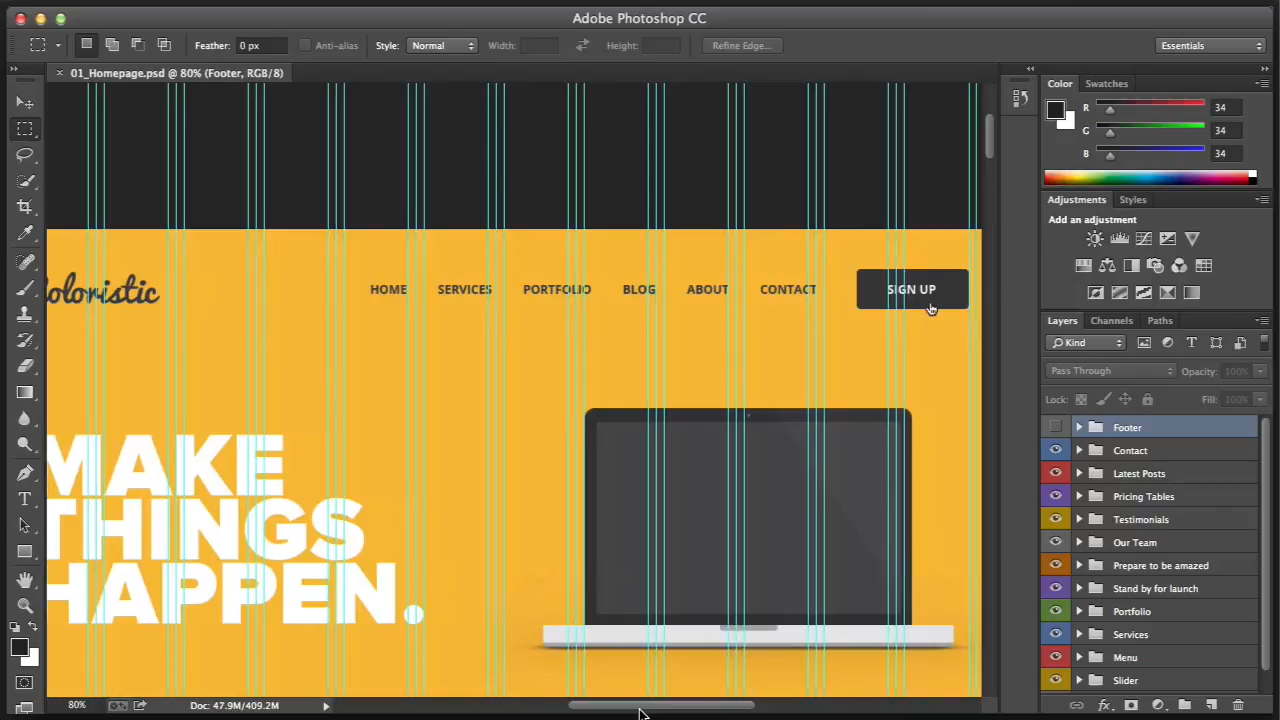 Adobe Photoshop CC
Feather: 0 px Anti-alias Style: Normal Width: Height: Refine Edge... Essentials
01_Homepage.psd @ 80% (Footer, RGB/8)
Color Swatches
R 34
G 34
B 34
Adjustments Styles
Add an adjustment
HOME SERVICES PORTFOLIO BLOG ABOUT CONTACT SIGN UP
MAKE
THINGS
HAPPEN.
Layers Channels Paths
Kind
Pass Through Opacity: 100%
Lock: Fill: 100%
Footer
Contact
Latest Posts
Pricing Tables
Testimonials
Our Team
Prepare to be amazed
Stand by for launch
Portfolio
Services
Menu
Slider
80% Doc: 47.9M/409.2M